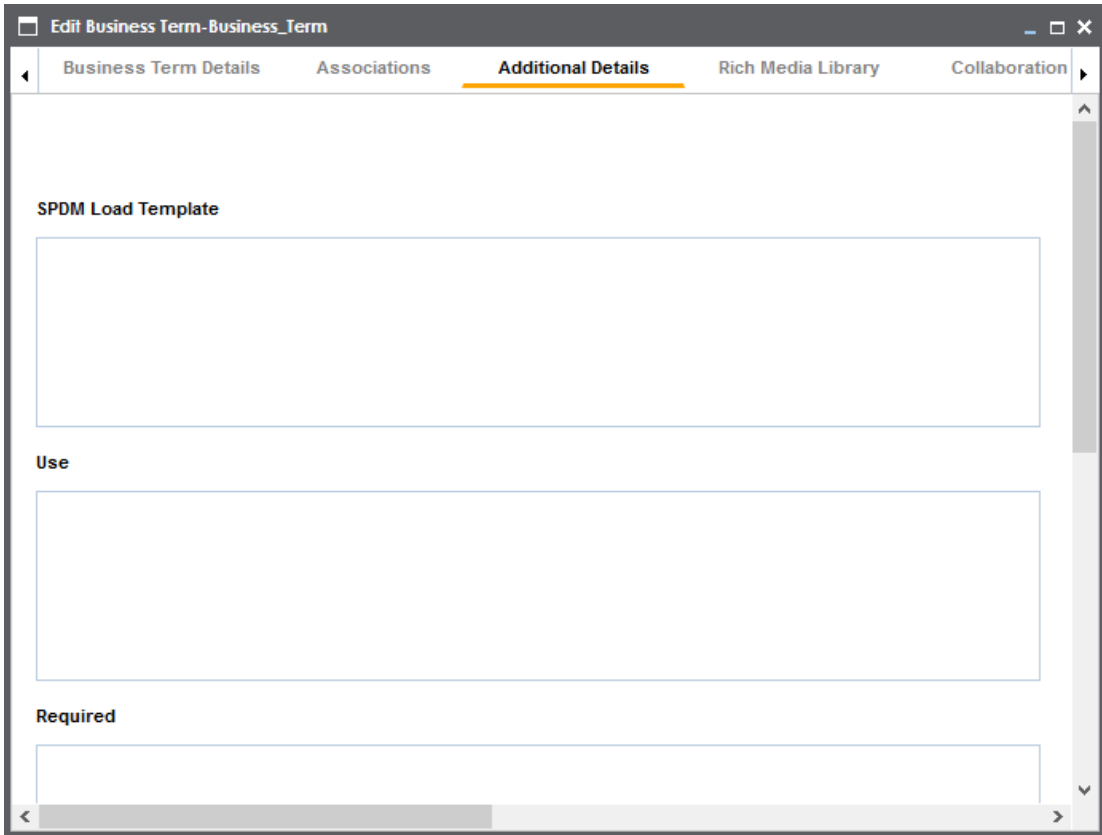 Edit Business Term-Business_Term
Business Term Details Associations Additional Details Rich Media Library Collaboration
SPDM Load Template
Use
Required